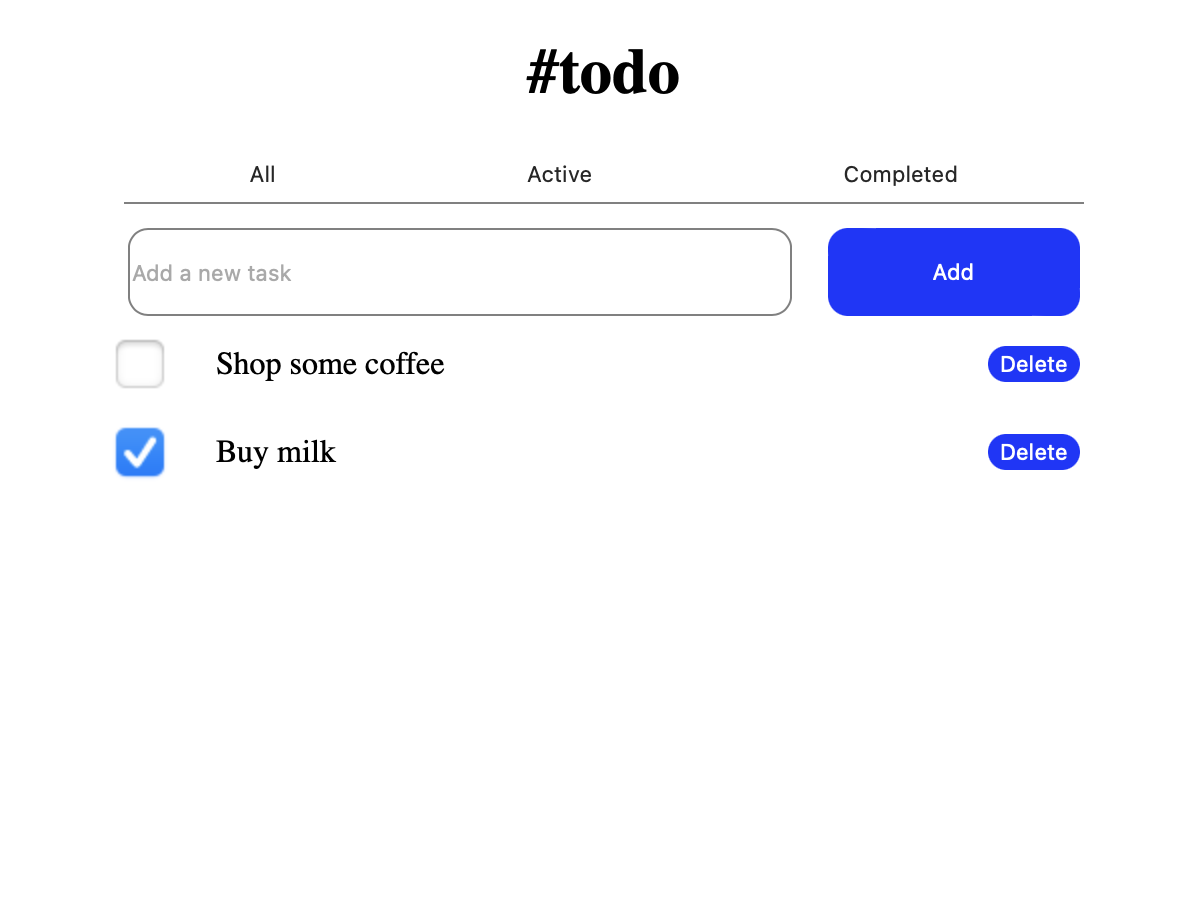 #todo
All Active Completed
Add a new task Add
Shop some coffee Delete
Buy milk Delete